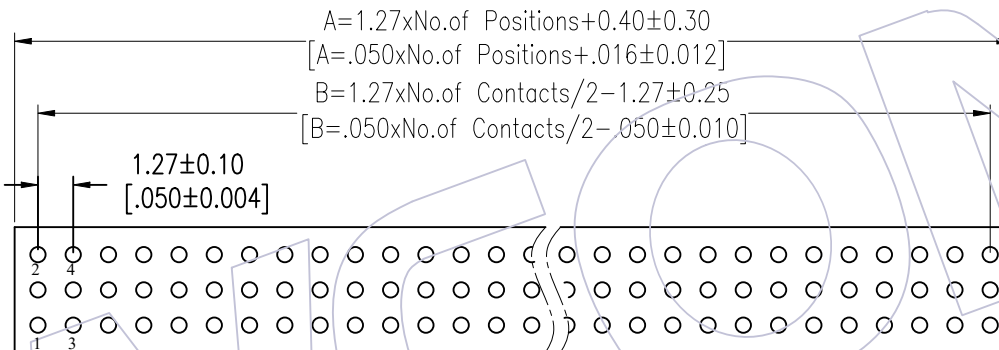 A=1.27xNo.of Positions+0.40±0.30
[A=.050xNo.of Positions+.016±0.012]
B=1.27xNo.of Contacts/2-1.27±0.25
[B=.050xNo.of Contacts/2-.050±0.010]
1.27±0.10
[.050±0.004]
2 4
1 3